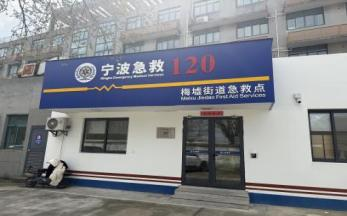 宁波急救 120
Ningbo Emergency Medical Services
梅墟街道急救点
Meixu Jiedao First Aid Services